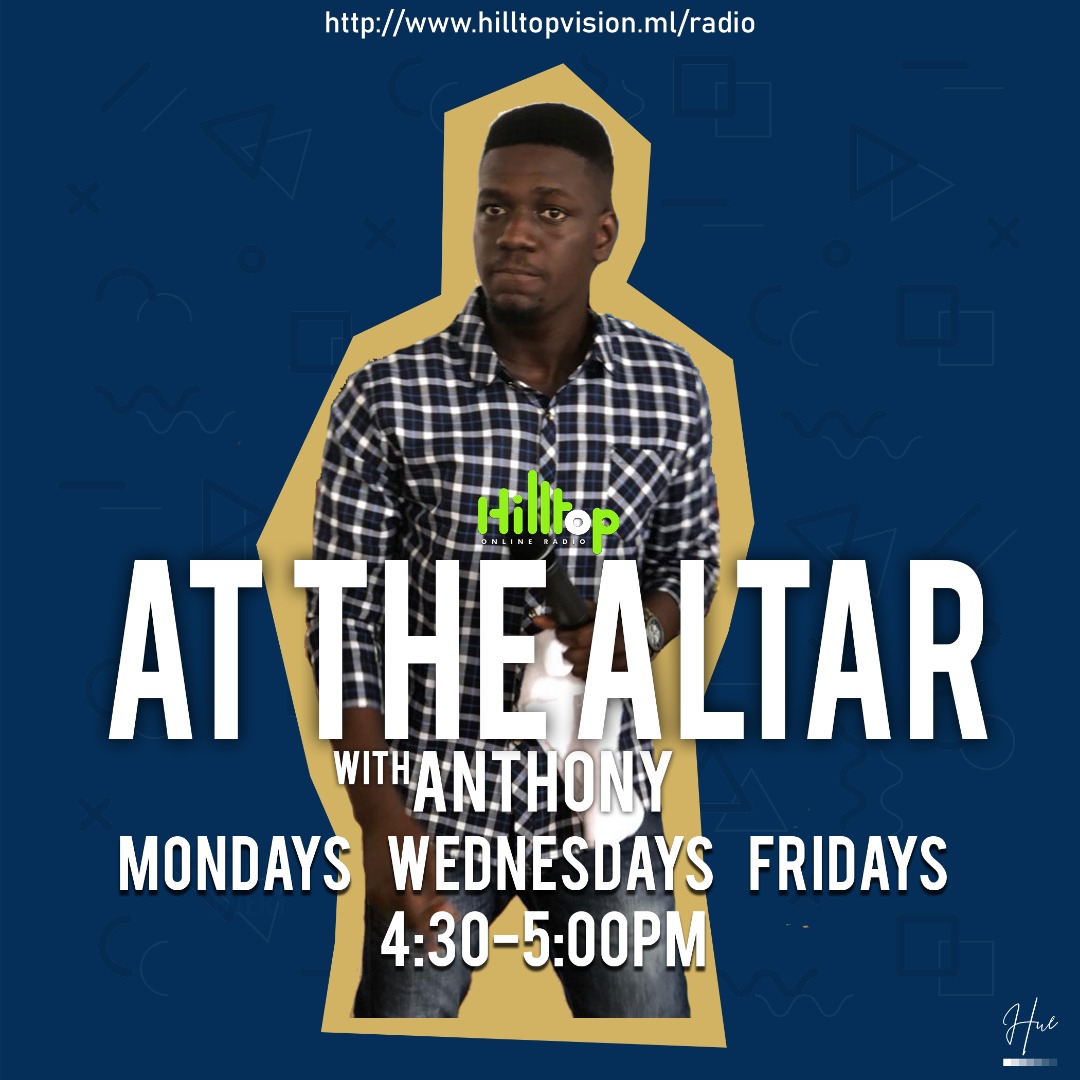 http://www.hilltopvision.ml/radio
Hilltop
ONLINE RADIO
AT THE ALTAR
WITH ANTHONY
MONDAYS WEDNESDAYS FRIDAYS
4:30-5:00PM
Hue